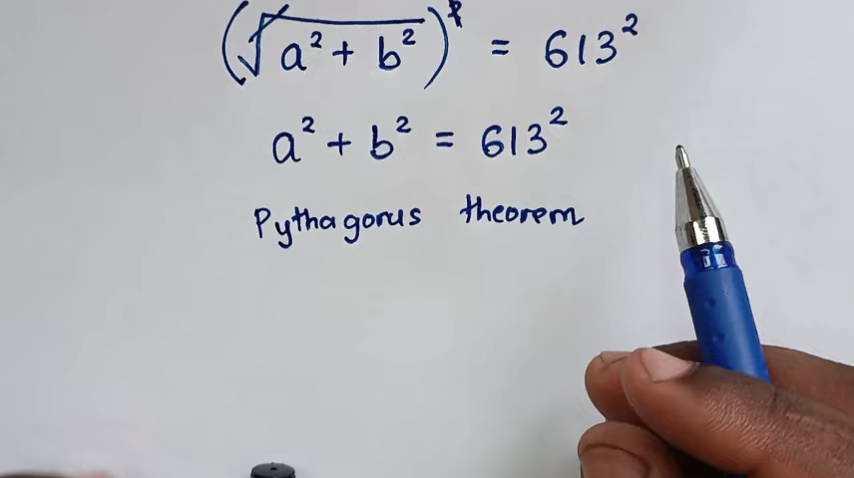 (√a² + b²)² = 613²
a² + b² = 613²
Pythagorus theorem